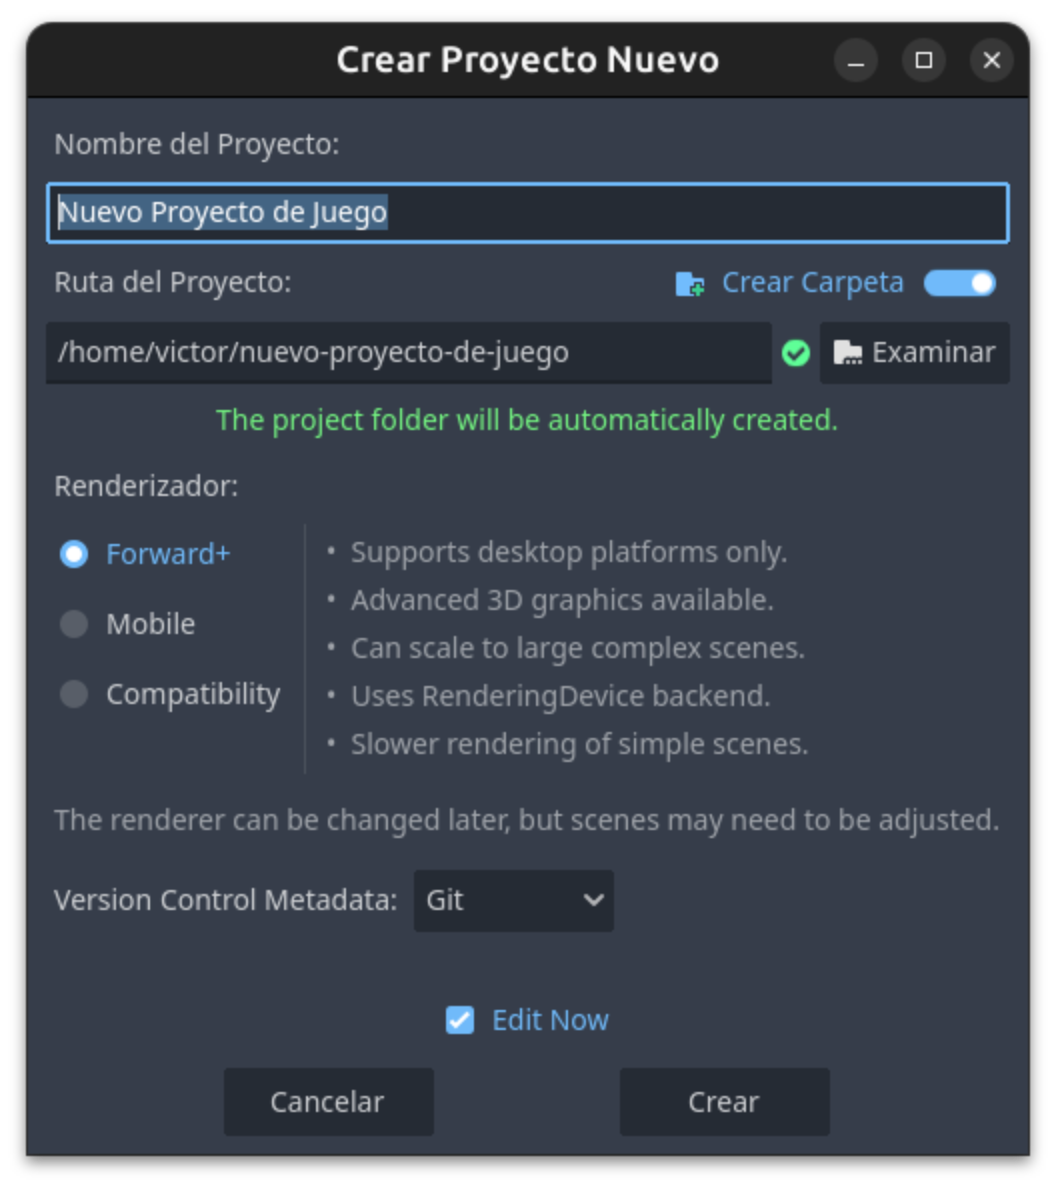 Crear Proyecto Nuevo
Nombre del Proyecto:
Nuevo Proyecto de Juego
Ruta del Proyecto:
Crear Carpeta
/home/victor/nuevo-proyecto-de-juego
Examinar
The project folder will be automatically created.
Renderizador:
Forward+
Mobile
Compatibility
• Supports desktop platforms only.
• Advanced 3D graphics available.
• Can scale to large complex scenes.
• Uses RenderingDevice backend.
• Slower rendering of simple scenes.
The renderer can be changed later, but scenes may need to be adjusted.
Version Control Metadata: Git
Edit Now
Cancelar
Crear